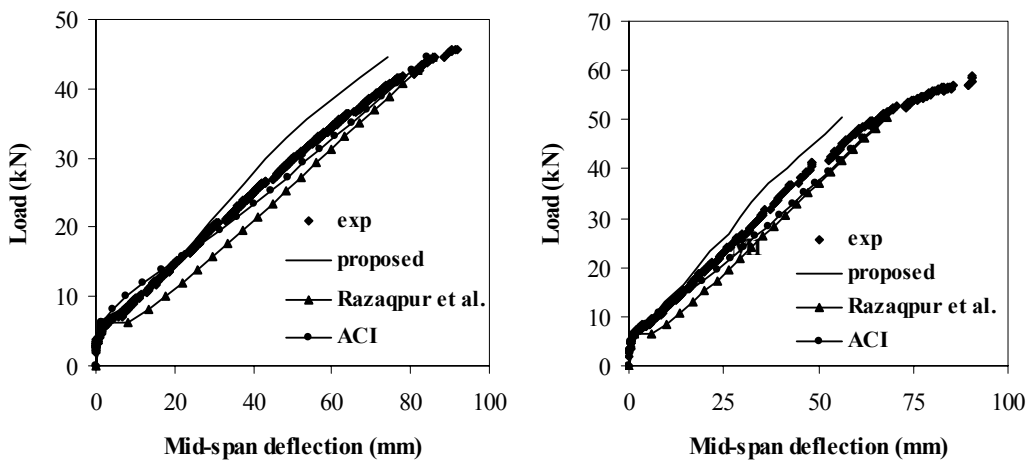 Load (kN)
50
40
30
20
10
0
exp
proposed
Razaqpur et al.
ACI
0 20 40 60 80 100
Mid-span deflection (mm)
Load (kN)
70
60
50
40
30
20
10
0
exp
proposed
Razaqpur et al.
ACI
0 25 50 75 100
Mid-span deflection (mm)